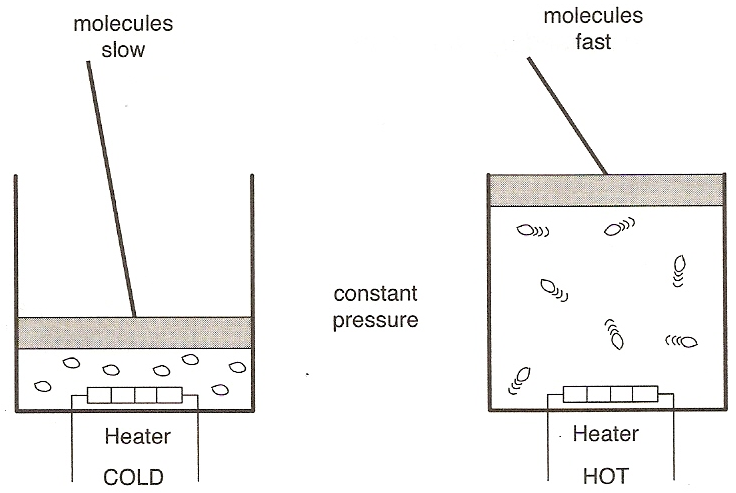 molecules
slow
molecules
fast
constant
pressure
Heater
COLD
Heater
HOT